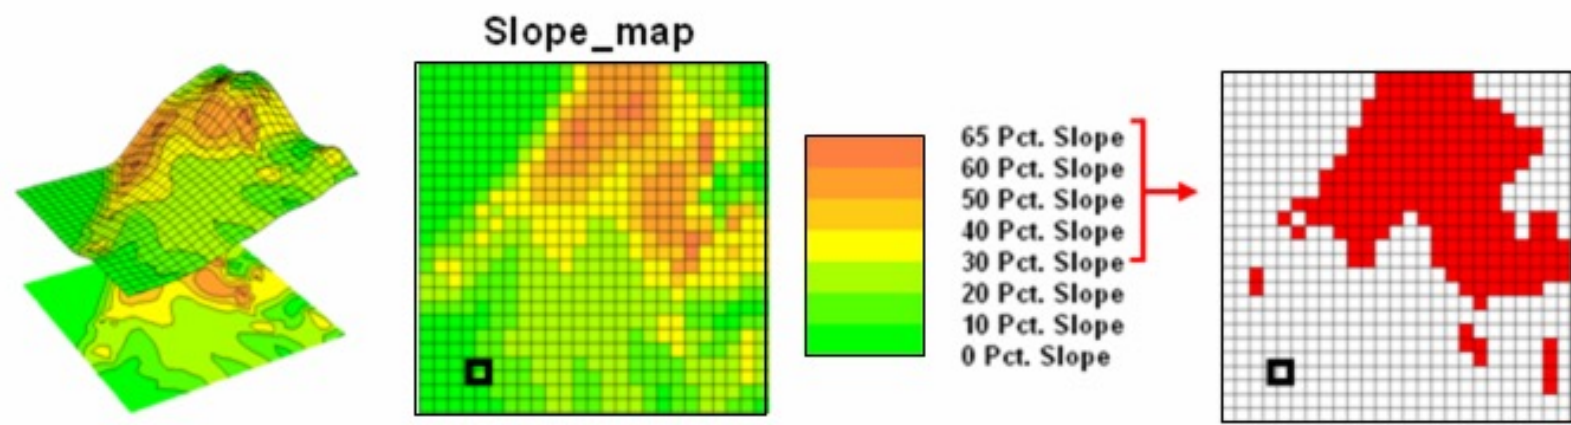 Slope_map
65 Pct. Slope
60 Pct. Slope
50 Pct. Slope
40 Pct. Slope
30 Pct. Slope
20 Pct. Slope
10 Pct. Slope
0 Pct. Slope